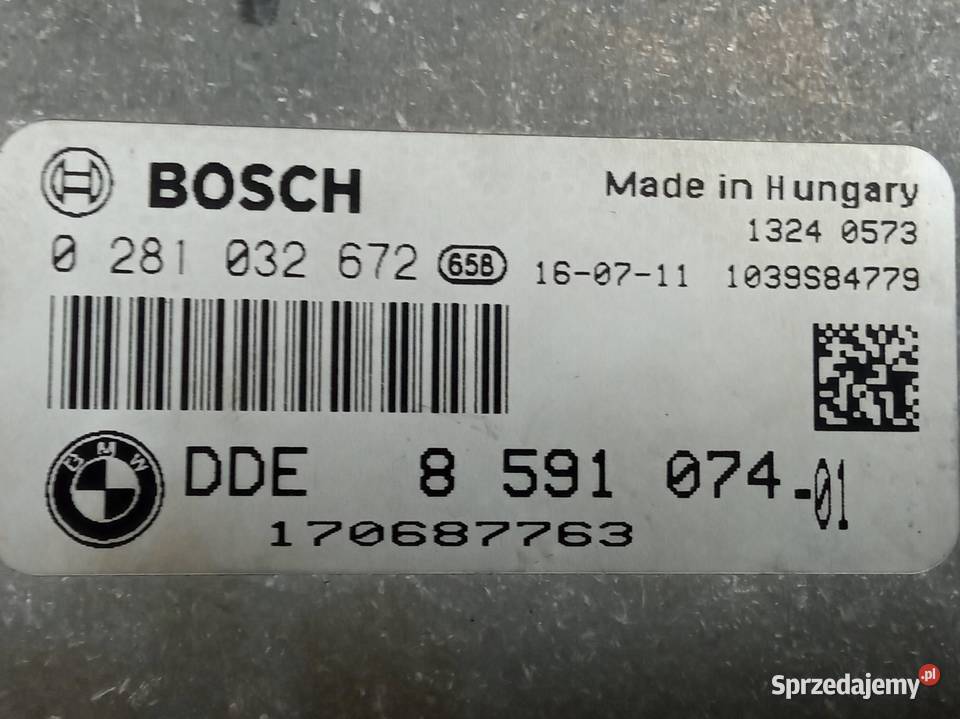 BOSCH
Made in Hungary
1324 0573
0 281 032 672 658 16-07-11 1039S84779
BMW
DDE 8 591 074-01
170687763
Sprzedajemy.pl